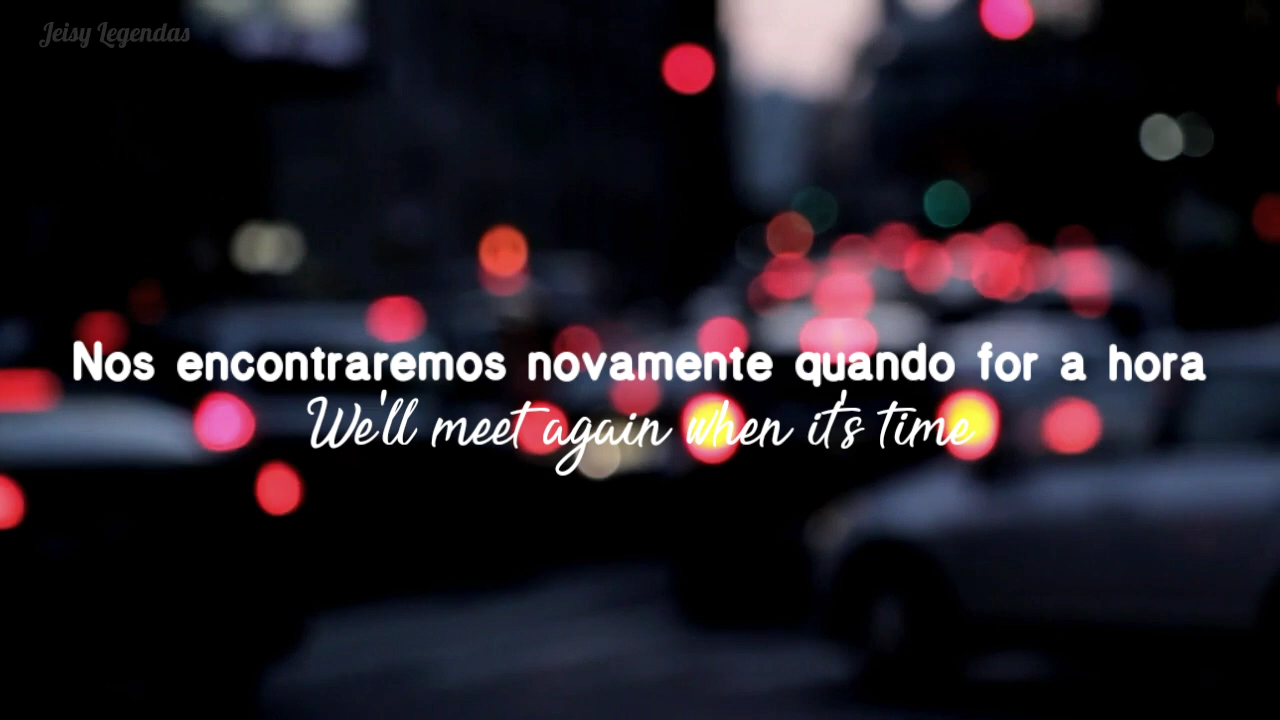 Jeisy Legendas
Nos encontraremos novamente quando for a hora
We'll meet again when it's time